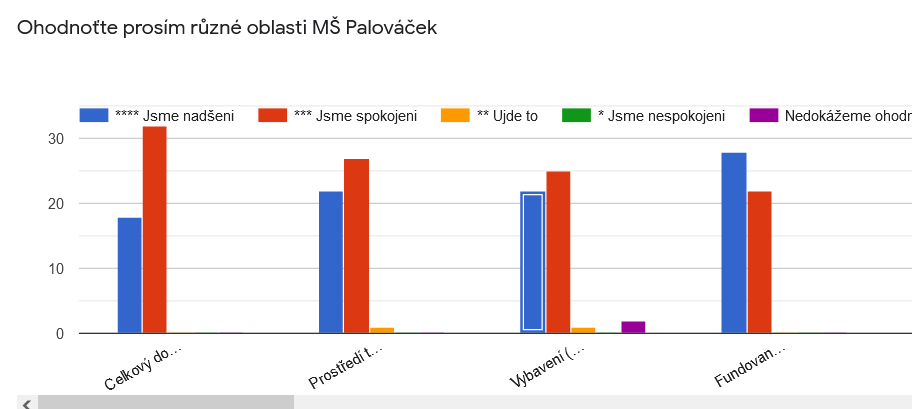 Ohodnoťte prosím různé oblasti MŠ Palováček
**** Jsme nadšeni *** Jsme spokojeni ** Ujde to * Jsme nespokojeni Nedokážeme ohodr
30
20
10
0
Celkový do... Prostředí t... Vybavení (... Fundovan...